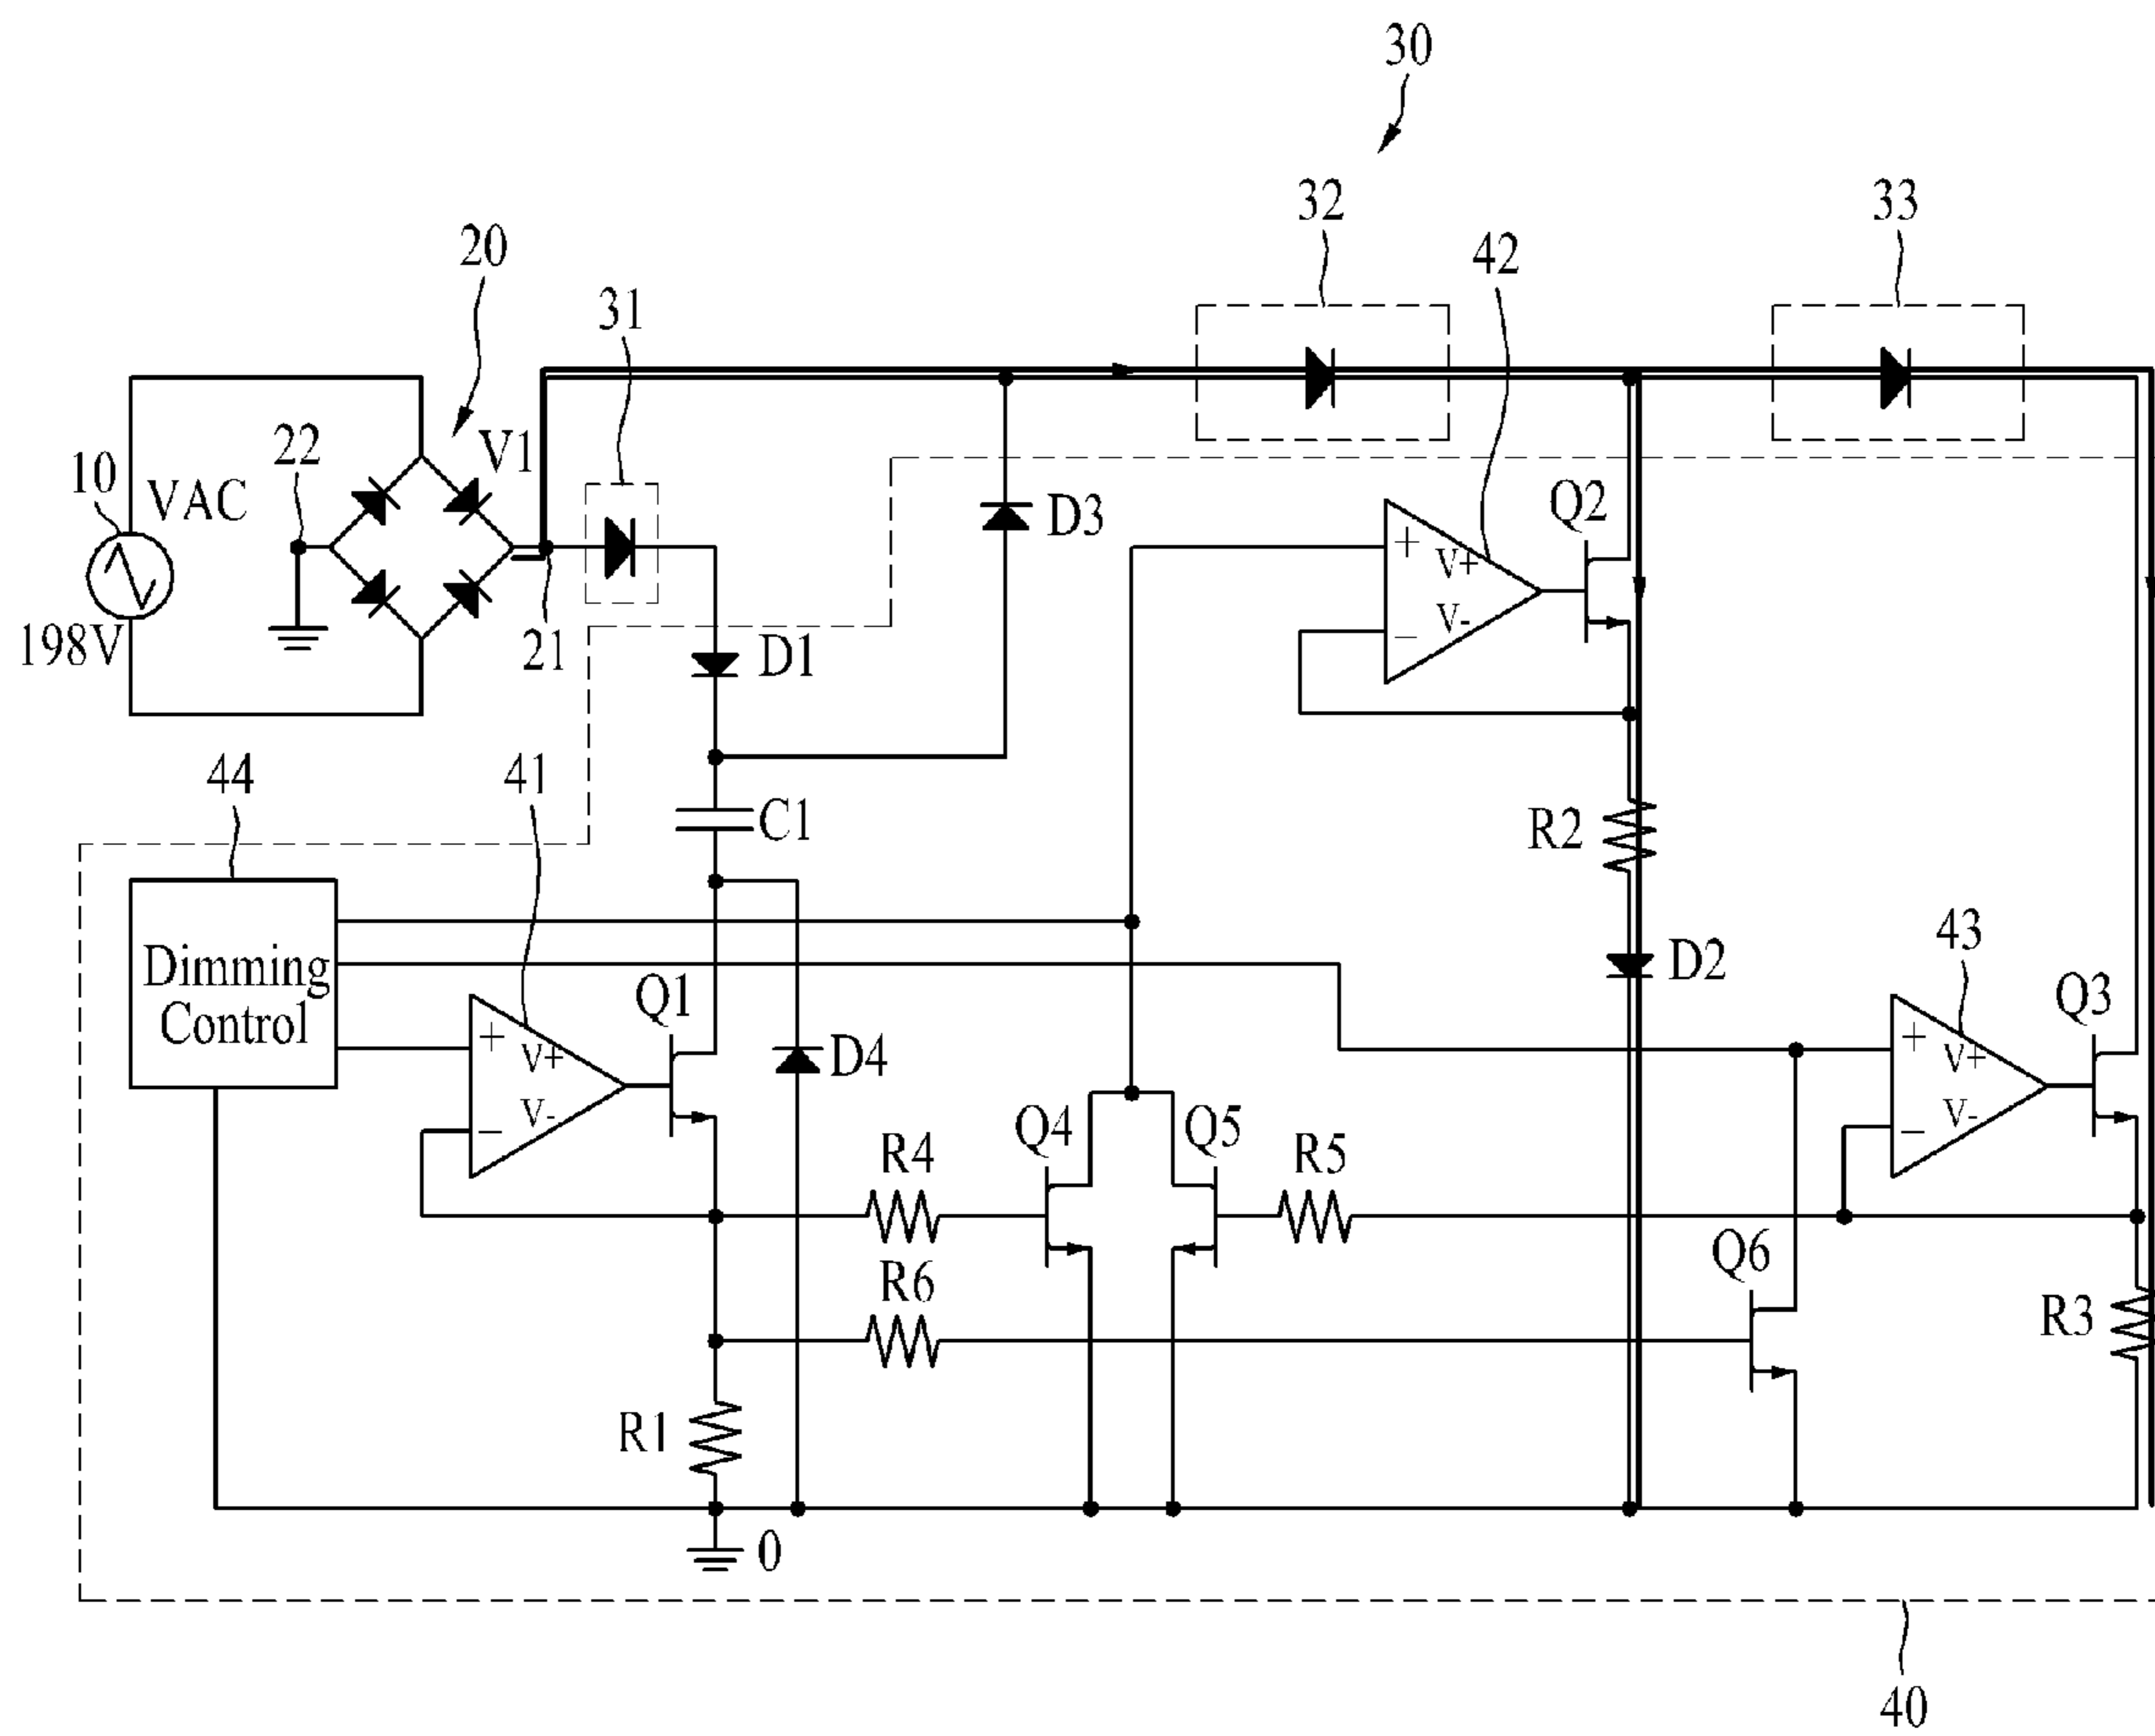 30
32
33
42
20
31
V1
22
10
VAC
Q2
D3
+
V+
V-
−
198V
21
D1
44
41
C1
R2
43
D2
Dimming
Control
Q1
Q3
+
V+
V-
−
D4
+
V+
V-
−
Q4
Q5
R4
R5
Q6
R6
R3
R1
0
40